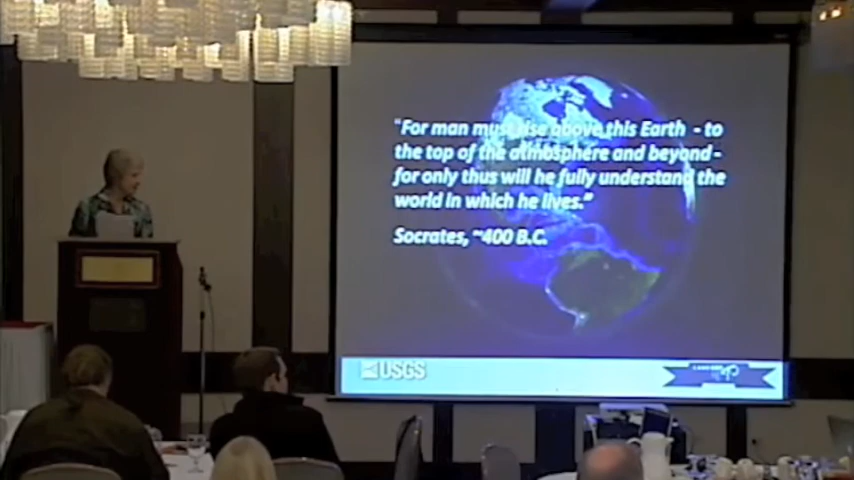 "For man must rise above this Earth - to
the top of the atmosphere and beyond -
for only thus will he fully understand the
world in which he lives."
Socrates, ~400 B.C.
USGS